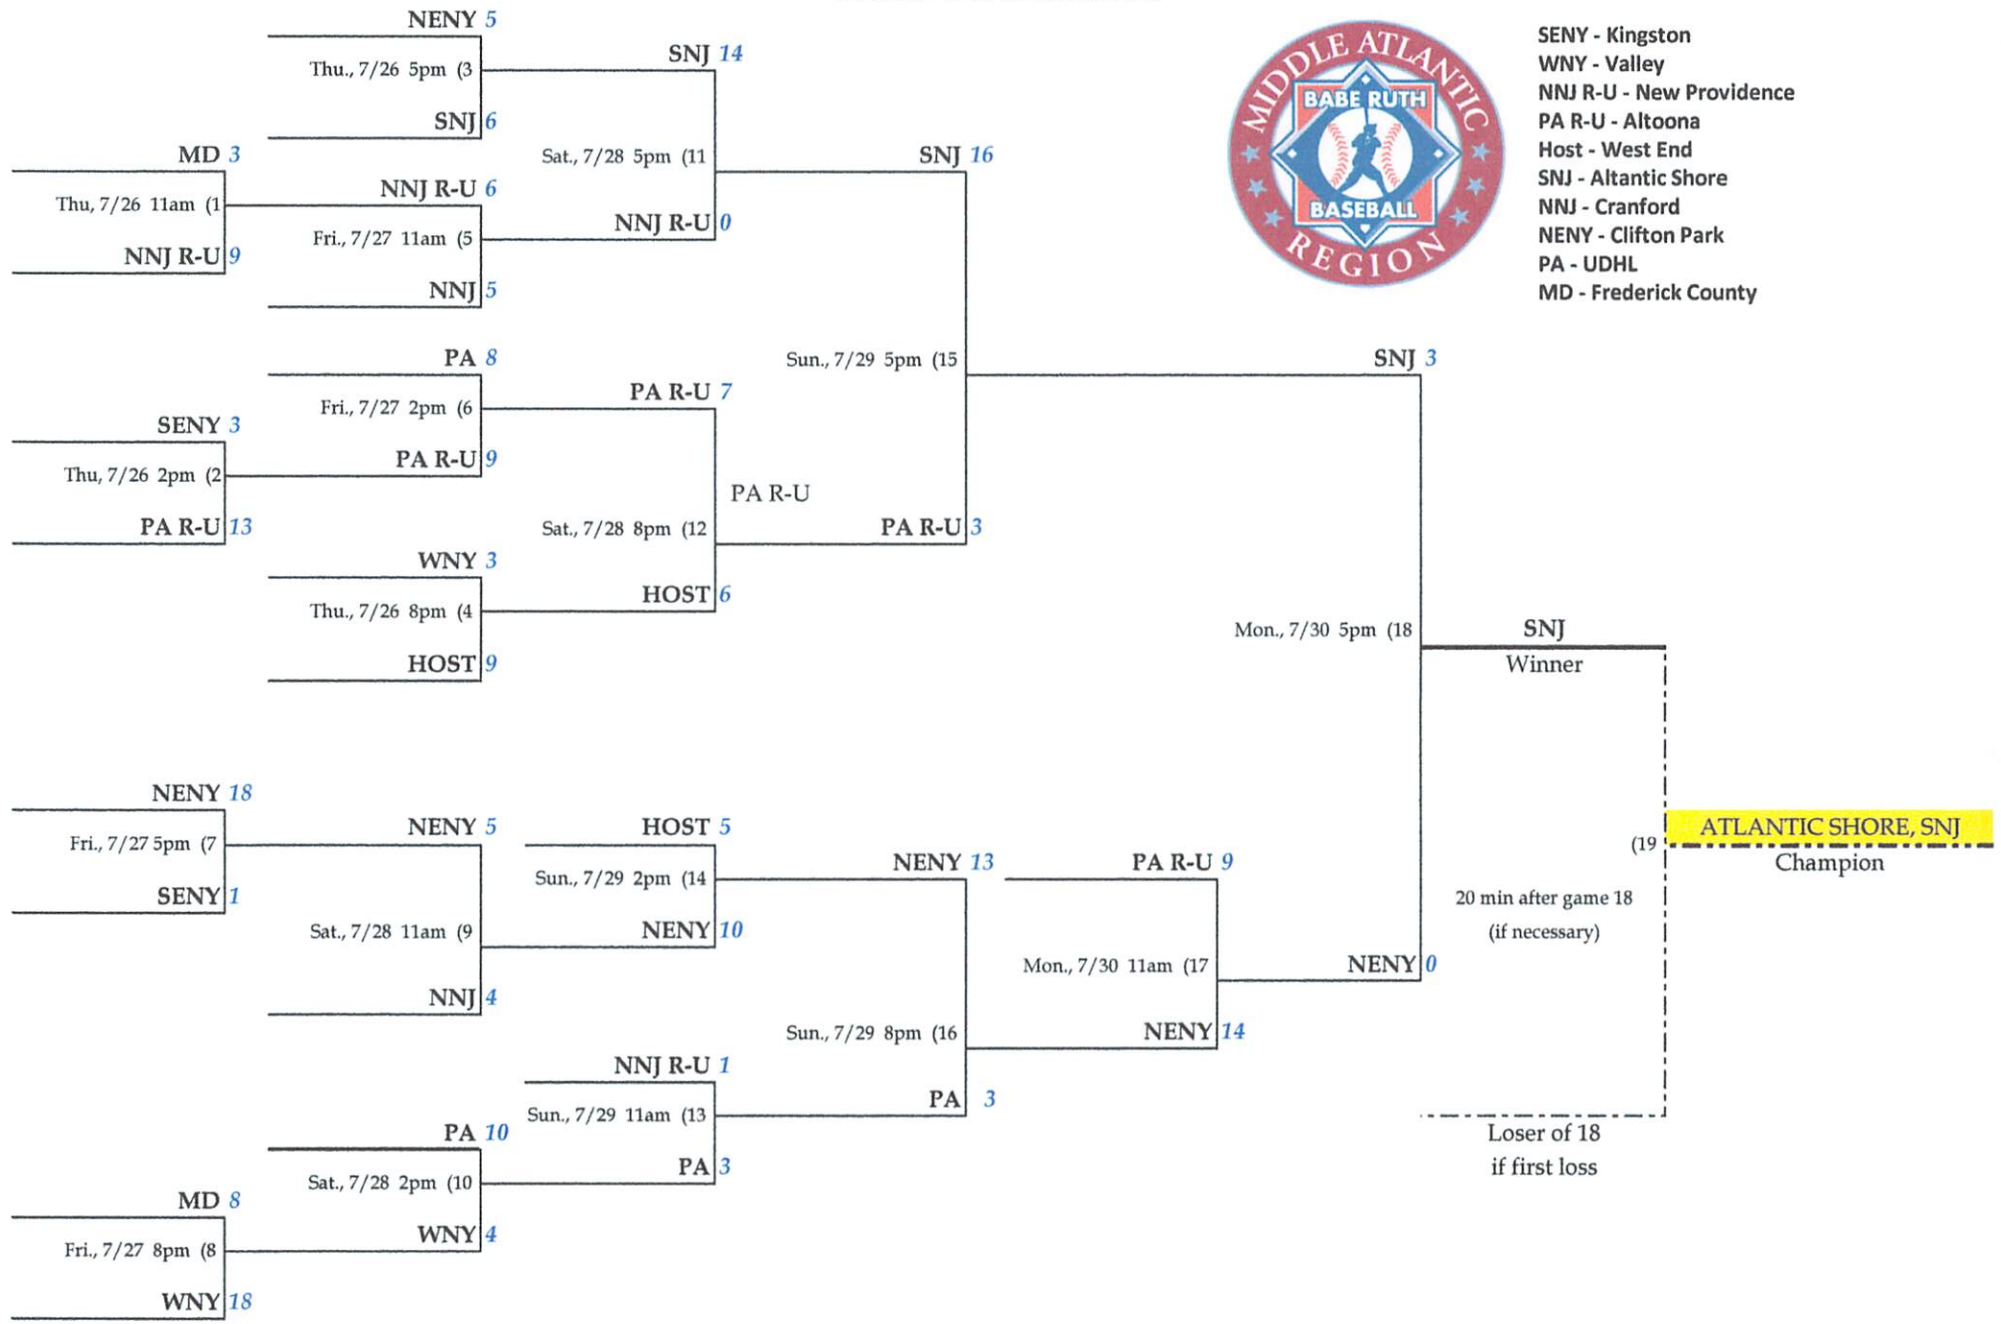 NENY 5
Thu., 7/26 5pm (3
SNJ 6
SNJ 14
MD 3
Thu, 7/26 11am (1
NNJ R-U 9
NNJ R-U 6
Fri., 7/27 11am (5
NNJ 5
Sat., 7/28 5pm (11
NNJ R-U 0
SNJ 16
PA 8
Fri., 7/27 2pm (6
PA R-U 9
SENY 3
Thu, 7/26 2pm (2
PA R-U 13
PA R-U 7
Sat., 7/28 8pm (12
PA R-U
HOST 6
WNY 3
Thu., 7/26 8pm (4
HOST 9
Sun., 7/29 5pm (15
PA R-U 3
SNJ 3
Mon., 7/30 5pm (18
SNJ
Winner
MIDDLE ATLANTIC
BABE RUTH
BASEBALL
REGION
SENY - Kingston
WNY - Valley
NNJ R-U - New Providence
PA R-U - Altoona
Host - West End
SNJ - Altantic Shore
NNJ - Cranford
NENY - Clifton Park
PA - UDHL
MD - Frederick County
NENY 18
Fri., 7/27 5pm (7
SENY 1
NENY 5
Sat., 7/28 11am (9
NNJ 4
HOST 5
Sun., 7/29 2pm (14
NENY 10
NENY 13
Sun., 7/29 8pm (16
PA 3
PA R-U 9
Mon., 7/30 11am (17
NENY 14
NENY 0
NNJ R-U 1
Sun., 7/29 11am (13
PA 3
PA 10
Sat., 7/28 2pm (10
WNY 4
MD 8
Fri., 7/27 8pm (8
WNY 18
(19
20 min after game 18
(if necessary)
ATLANTIC SHORE, SNJ
Champion
Loser of 18
if first loss